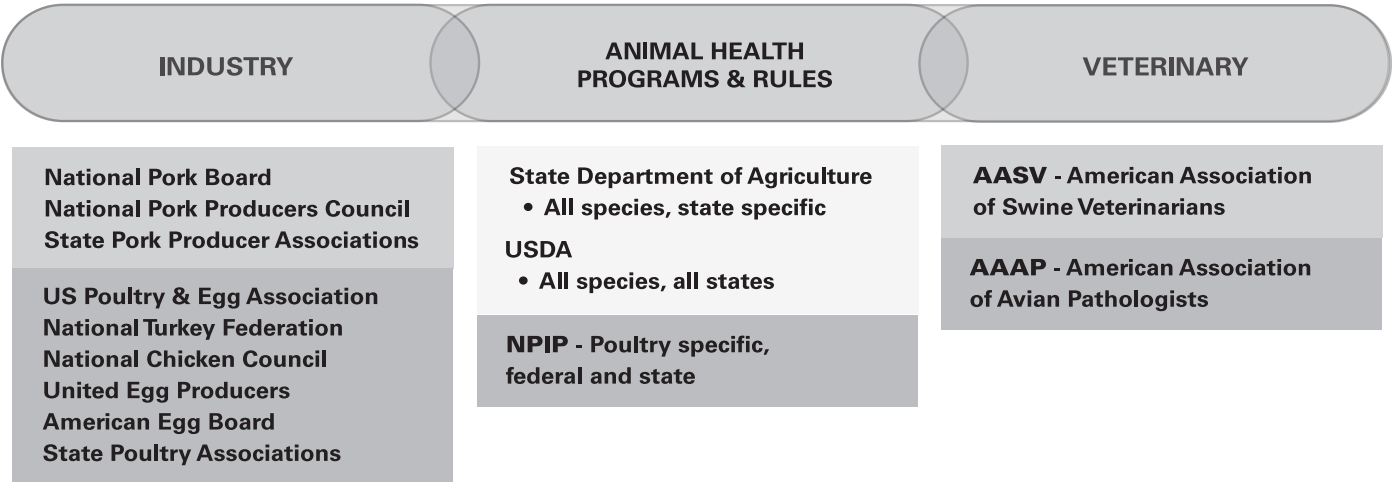 INDUSTRY
ANIMAL HEALTH
PROGRAMS & RULES
VETERINARY
National Pork Board
National Pork Producers Council
State Pork Producer Associations
US Poultry & Egg Association
National Turkey Federation
National Chicken Council
United Egg Producers
American Egg Board
State Poultry Associations
State Department of Agriculture
• All species, state specific
USDA
• All species, all states
NPIP - Poultry specific,
federal and state
AASV - American Association
of Swine Veterinarians
AAAP - American Association
of Avian Pathologists